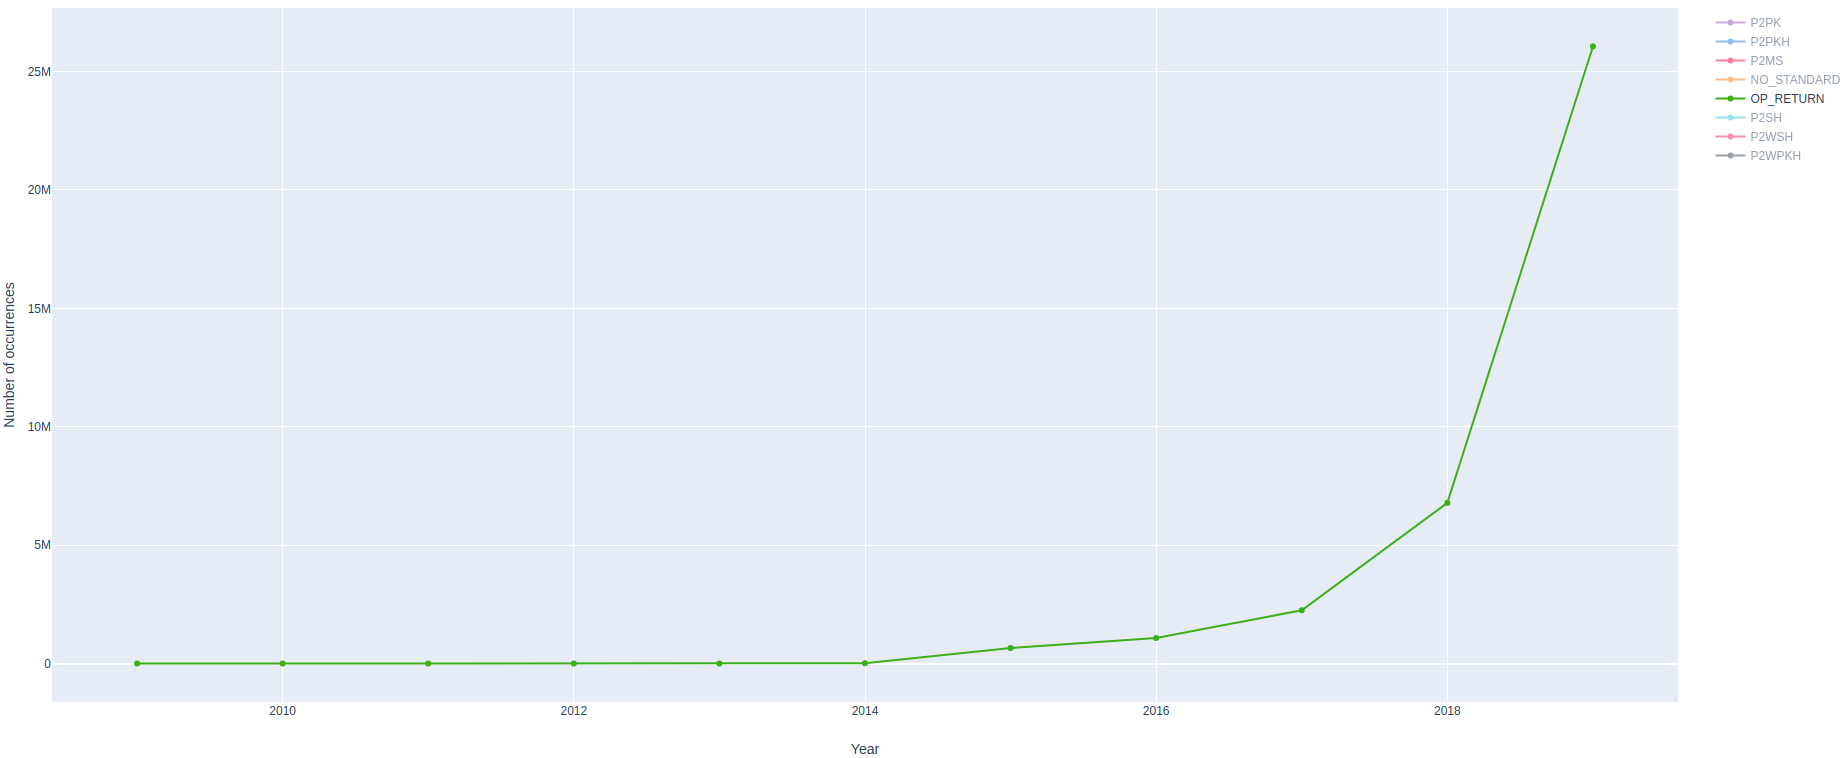 25M
20M
15M
10M
5M
0
Number of occurrences
2010
2012
2014
2016
2018
Year
P2PK
P2PKH
P2MS
NO_STANDARD
OP_RETURN
P2SH
P2WSH
P2WPKH